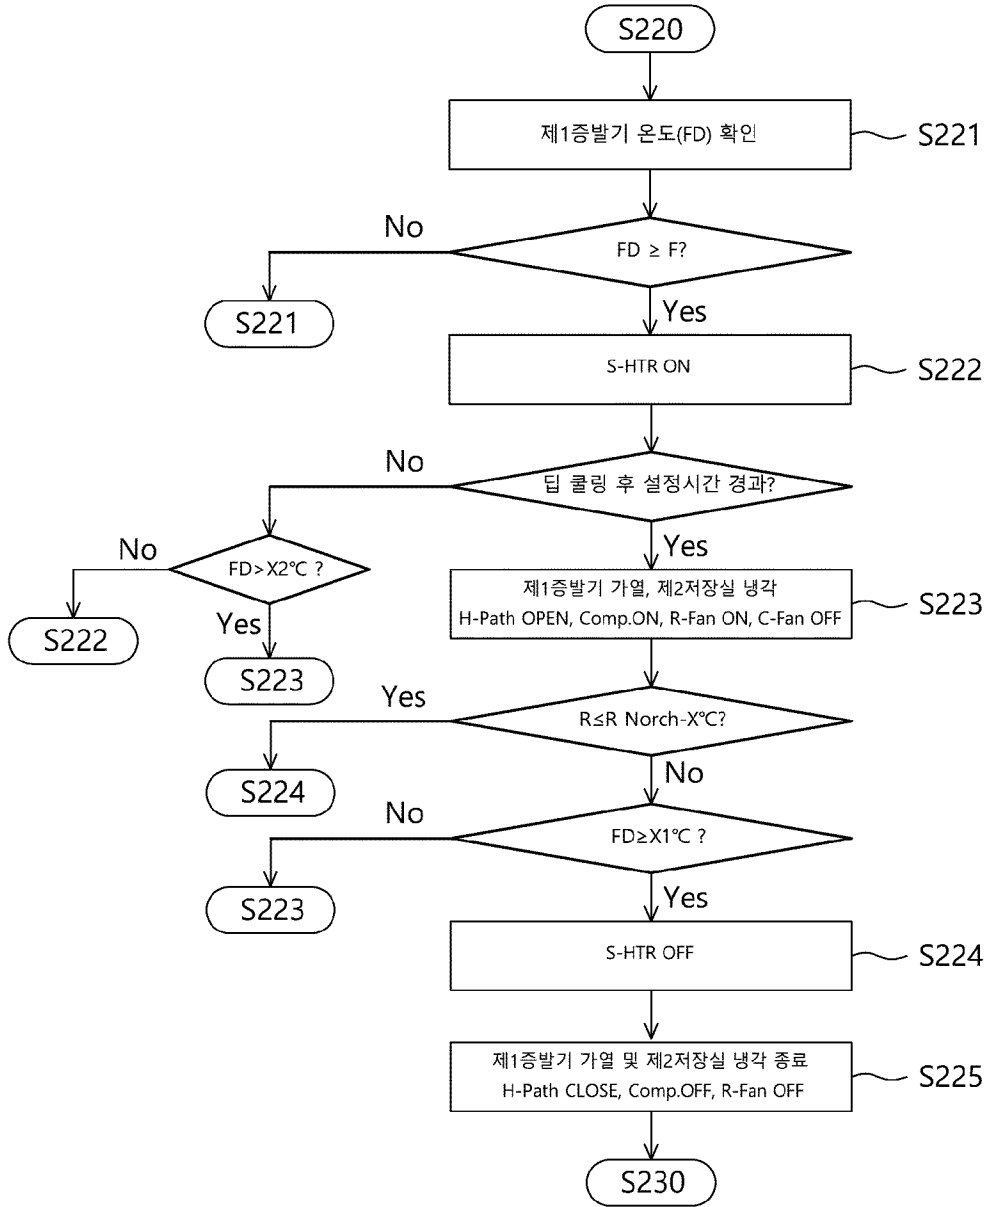 S220
제1증발기 온도(FD) 확인
S221
No
FD ≥ F?
Yes
S221
S-HTR ON
S222
No
딥 쿨링 후 설정시간 경과?
Yes
No
FD>X2℃ ?
S222
Yes
S223
제1증발기 가열, 제2저장실 냉각
H-Path OPEN, Comp.ON, R-Fan ON, C-Fan OFF
S223
Yes
R≤R Norch-X℃?
No
S224
No
FD≥X1℃ ?
Yes
S223
S-HTR OFF
S224
제1증발기 가열 및 제2저장실 냉각 종료
H-Path CLOSE, Comp.OFF, R-Fan OFF
S225
S230